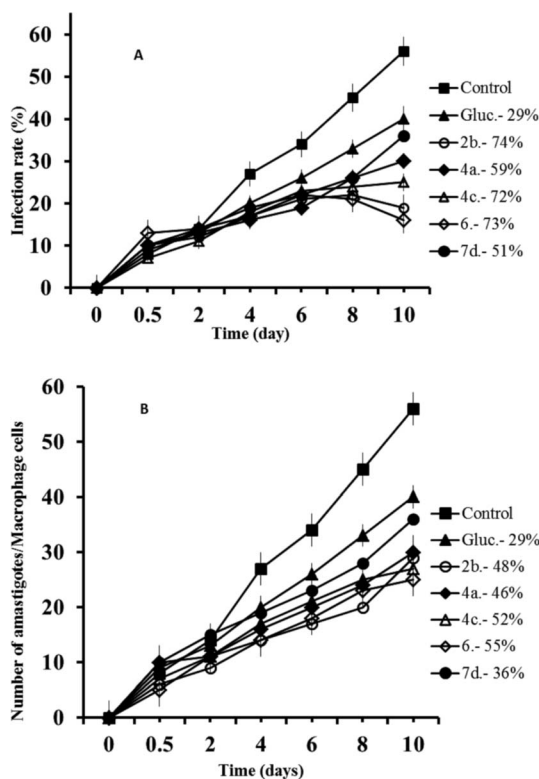 A
60
50
40
30
20
10
0
Infection rate (%)
0 0.5 2 4 6 8 10
Time (day)
Control
Gluc.- 29%
2b.- 74%
4a.- 59%
4c.- 72%
6.- 73%
7d.- 51%
B
60
50
40
30
20
10
0
Number of amastigotes/Macrophage cells
0 0.5 2 4 6 8 10
Time (day)
Control
Gluc.- 29%
2b.- 48%
4a.- 46%
4c.- 52%
6.- 55%
7d.- 36%